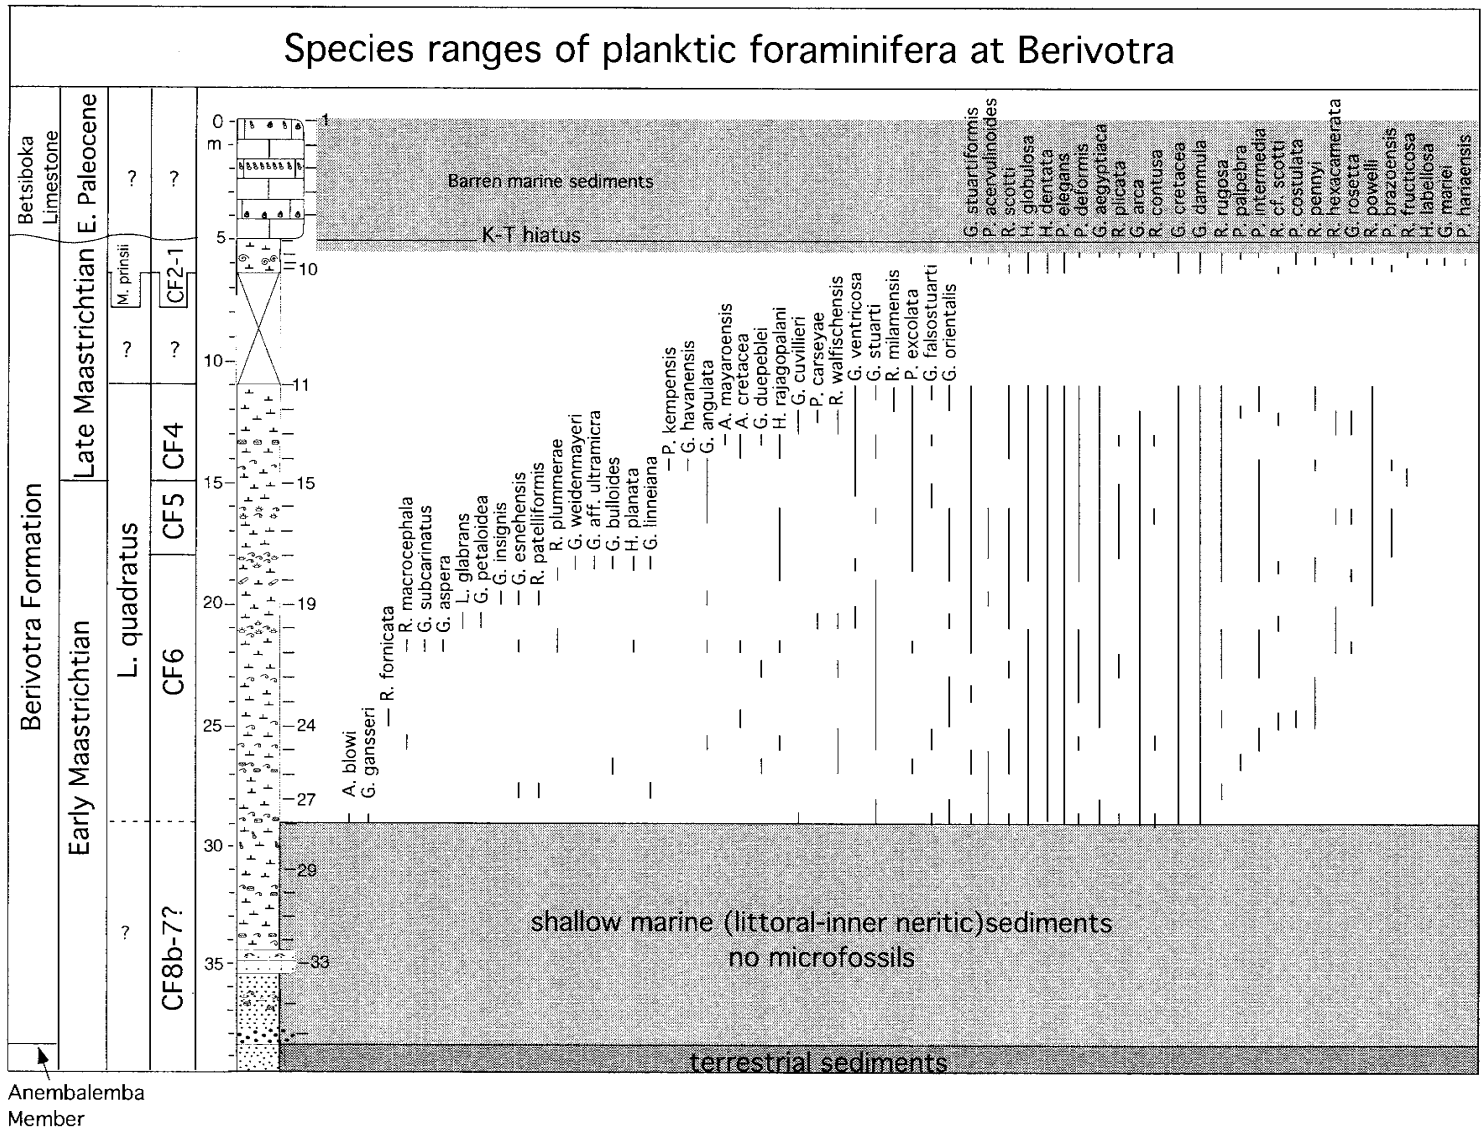 Species ranges of planktic foraminifera at Berivotra
Betsiboka
Limestone
E. Paleocene
?
?
Berivotra Formation
Late Maastrichtian
Early Maastrichtian
M. prinsii
CF2-1
?
?
L. quadratus
CF4
CF5
CF6
?
CF8b-7?
0
m
5
10
15
20
25
30
35
1
10
11
15
19
24
27
29
33
Barren marine sediments
K-T hiatus
A. blowi
G. gansseri
R. fornicata
R. macrocephala
G. subcarinatus
G. aspera
L. glabrans
G. petaloidea
G. insignis
G. esnehensis
R. patelliformis
R. plummerae
G. weidenmayeri
G. aff. ultramicra
G. bulloides
H. planata
G. linneiana
P. kempensis
G. havanensis
G. angulata
A. mayaroensis
A. cretacea
G. duepeblei
H. rajagopalani
G. cuvillieri
P. carseyae
R. walfischensis
G. ventricosa
G. stuarti
R. milamensis
P. excolata
G. falsostuarti
G. orientalis
G. stuartiformis
P. acervulinoides
R. scotti
H. globulosa
H. dentata
P. elegans
P. deformis
G. aegyptiaca
R. plicata
G. arca
R. contusa
G. cretacea
G. dammula
R. rugosa
P. palpebra
P. intermedia
R. cf. scotti
P. costulata
R. pennyi
R. hexacamerata
G. rosetta
R. powelli
P. brazoensis
R. fructicosa
H. labellosa
G. mariei
P. hariaensis
shallow marine (littoral-inner neritic)sediments
no microfossils
terrestrial sediments
Anembalemba
Member